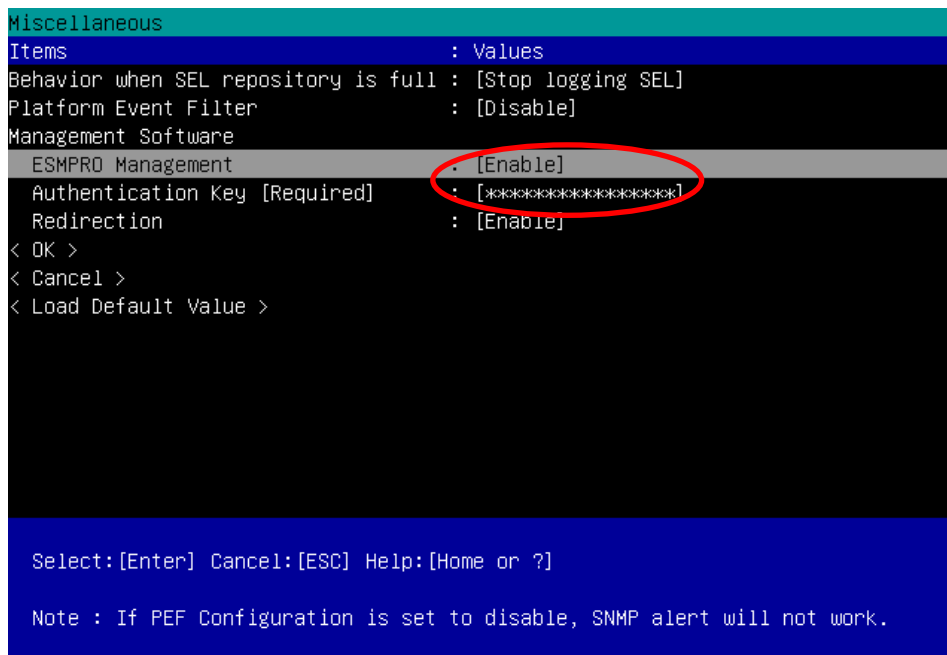 Miscellaneous
Items : Values
Behavior when SEL repository is full : [Stop logging SEL]
Platform Event Filter : [Disable]
Management Software
ESMPRO Management : [Enable]
Authentication Key [Required] : [****************]
Redirection : [Enable]
< OK >
< Cancel >
< Load Default Value >
Select:[Enter] Cancel:[ESC] Help:[Home or ?]
Note : If PEF Configuration is set to disable, SNMP alert will not work.